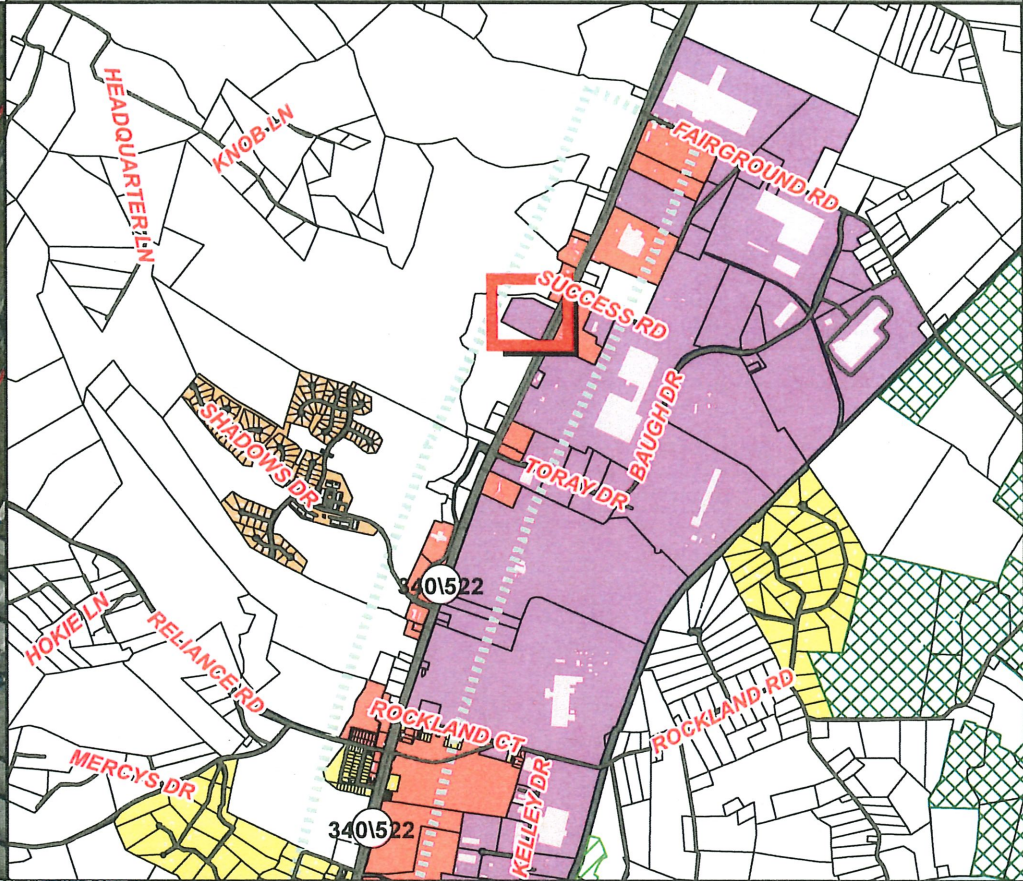 HEADQUARTER LN
KNOB LN
FAIRGROUND RD
SUCCESS RD
SHADOWS DR
BAUGH DR
TORAY DR
340\522
HOKIE LN
RELIANCE RD
ROCKLAND RD
ROCKLAND CT
MERCYS DR
KELLEY DR
340\522